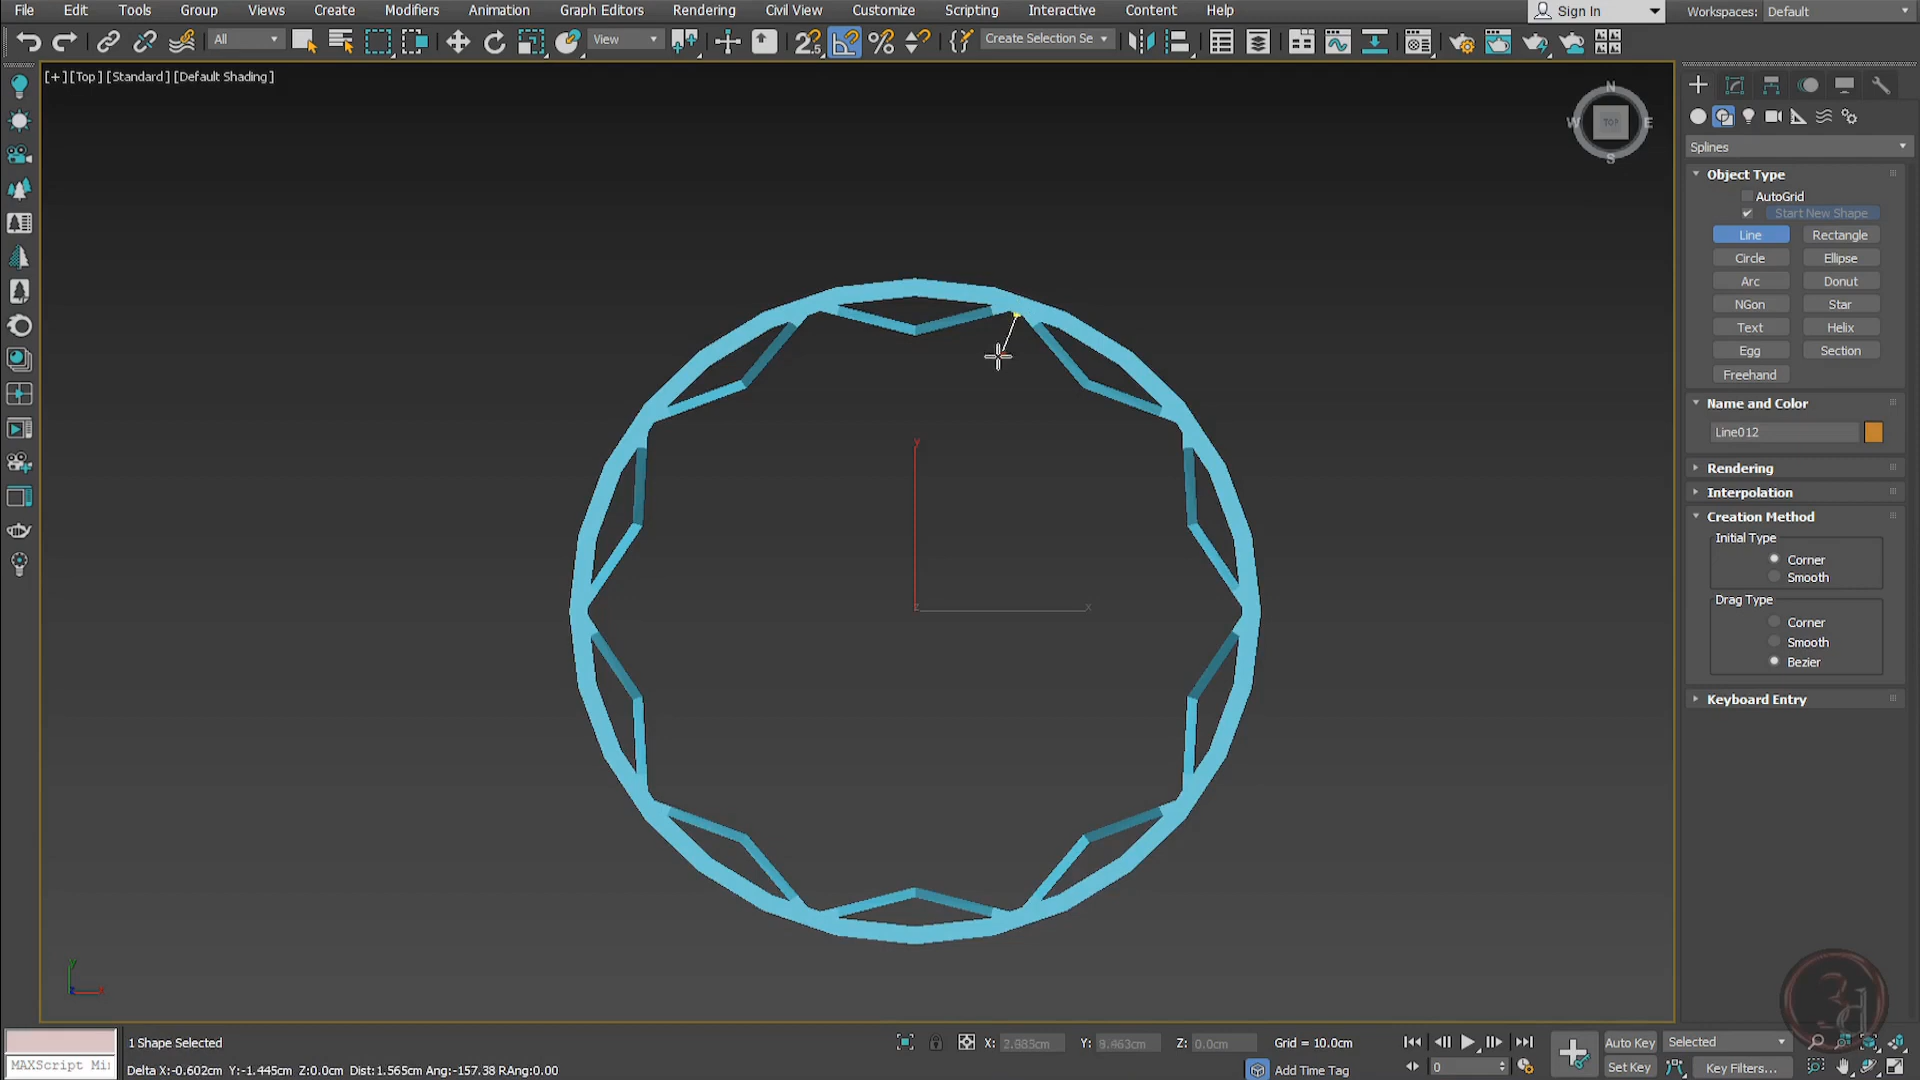 File Edit Tools Group Views Create Modifiers Animation Graph Editors Rendering Civil View Customize Scripting Interactive Content Help Sign In Workspaces: Default
All View Create Selection Se
[+] [Top ] [Standard ] [Default Shading ]
N
W TOP E
S
Splines
Object Type
AutoGrid
Start New Shape
Line Rectangle
Circle Ellipse
Arc Donut
NGon Star
Text Helix
Egg Section
Freehand
Name and Color
Line012
Rendering
Interpolation
Creation Method
Initial Type
Corner
Smooth
Drag Type
Corner
Smooth
Bezier
Keyboard Entry
y
z x
y
z x
1 Shape Selected X: 2.883cm Y: 8.463cm Z: 0.0cm Grid = 10.0cm Auto Key Selected
MAXScript Mi Delta X:-0.602cm Y:-1.445cm Z:0.0cm Dist:1.565cm Ang:-157.38 RAng:0.00 Add Time Tag 0 Set Key Key Filters...